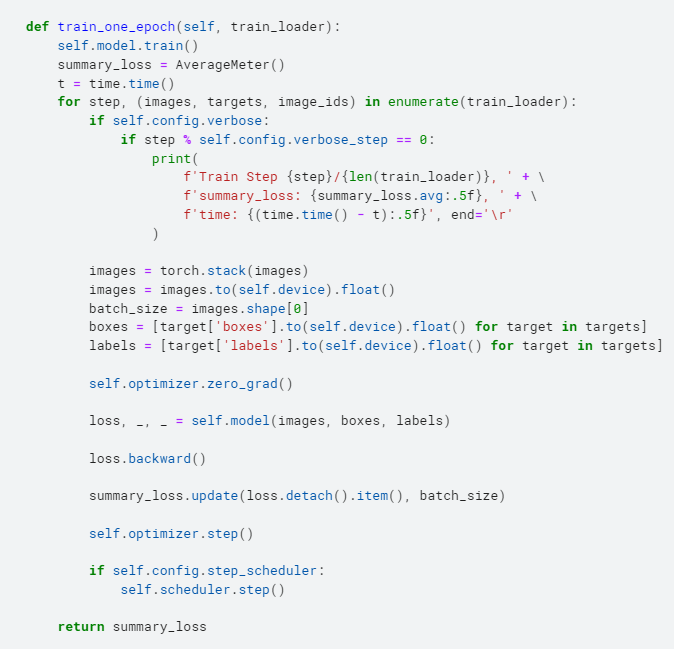 def train_one_epoch(self, train_loader):
    self.model.train()
    summary_loss = AverageMeter()
    t = time.time()
    for step, (images, targets, image_ids) in enumerate(train_loader):
        if self.config.verbose:
            if step % self.config.verbose_step == 0:
                print(
                    f'Train Step {step}/{len(train_loader)}, ' + \
                    f'summary_loss: {summary_loss.avg:.5f}, ' + \
                    f'time: {(time.time() - t):.5f}', end='\r'
                )

        images = torch.stack(images)
        images = images.to(self.device).float()
        batch_size = images.shape[0]
        boxes = [target['boxes'].to(self.device).float() for target in targets]
        labels = [target['labels'].to(self.device).float() for target in targets]

        self.optimizer.zero_grad()

        loss, _, _ = self.model(images, boxes, labels)

        loss.backward()

        summary_loss.update(loss.detach().item(), batch_size)

        self.optimizer.step()

        if self.config.step_scheduler:
            self.scheduler.step()

    return summary_loss